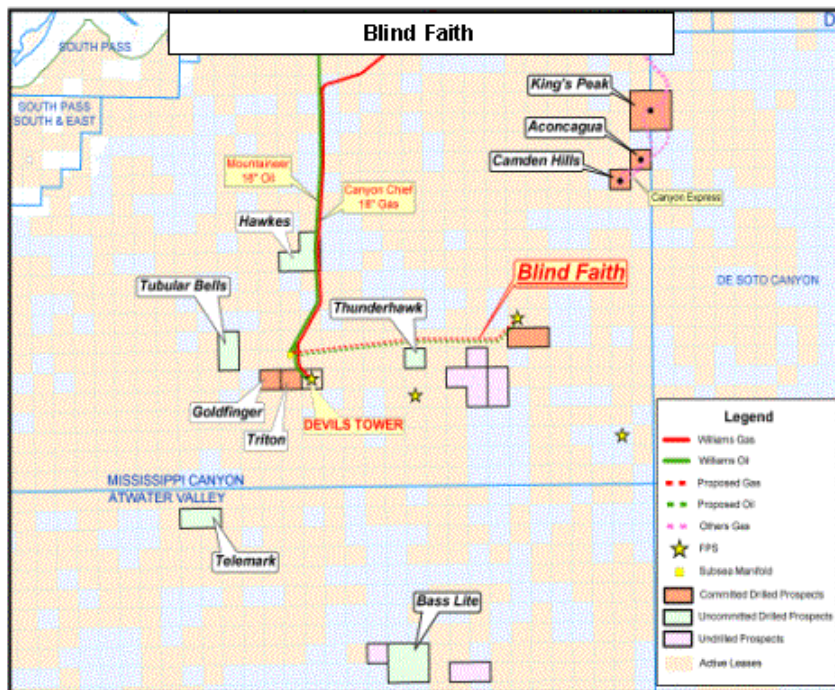 Blind Faith
D
SOUTH PASS
SOUTH PASS
SOUTH & EAST
King's Peak
Aconcagua
Camden Hills
Canyon Express
Mountaineer
18" Oil
Canyon Chief
18" Gas
Hawkes
Blind Faith
DE SOTO CANYON
Tubular Bells
Thunderhawk
Goldfinger
Triton
DEVILS TOWER
MISSISSIPPI CANYON
ATWATER VALLEY
Telemark
Bass Lite
Legend
Williams Gas
Williams Oil
Proposed Gas
Proposed Oil
Others Gas
FPS
Subsea Manifold
Committed Drilled Prospects
Uncommitted Drilled Prospects
Undrilled Prospects
Active Leases